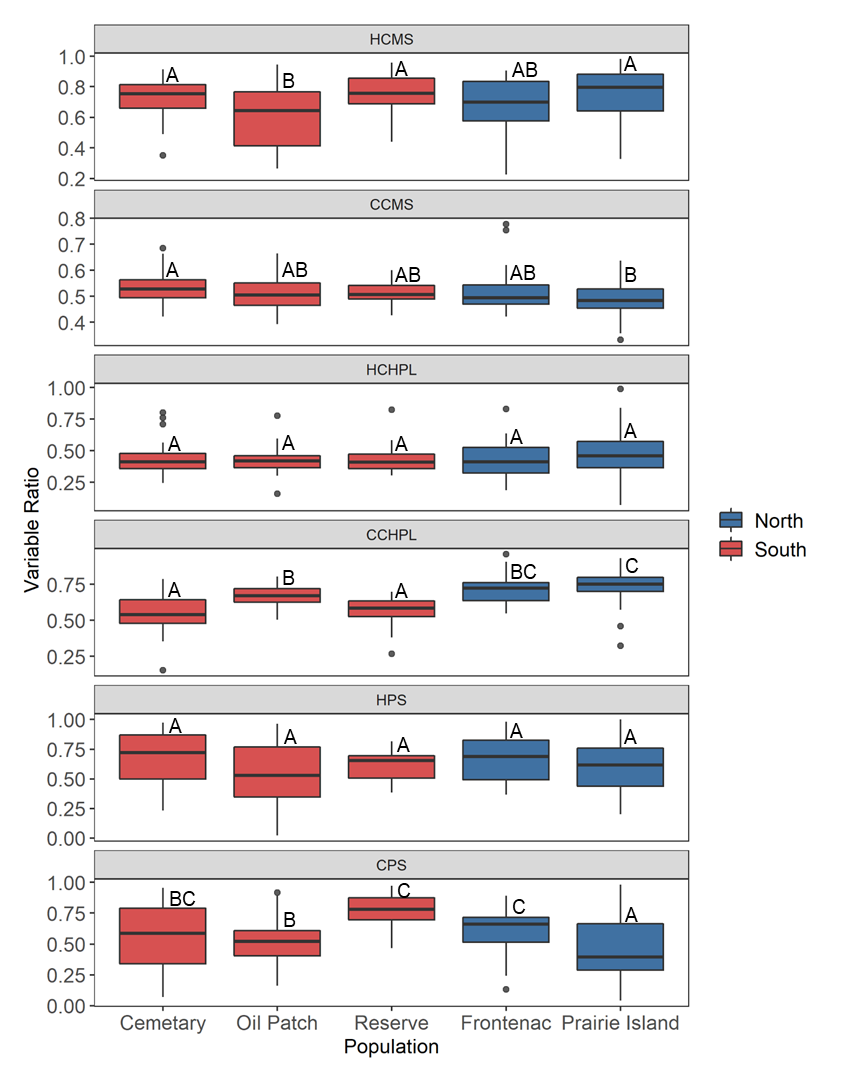 HCMS
1.0
0.8
0.6
0.4
0.2
A
B
A
AB
A
CCMS
0.8
0.7
0.6
0.5
0.4
A
AB
AB
AB
B
HCHPL
1.00
0.75
0.50
0.25
A
A
A
A
A
CCHPL
0.75
0.50
0.25
A
B
A
BC
C
HPS
1.00
0.75
0.50
0.25
0.00
A
A
A
A
A
CPS
1.00
0.75
0.50
0.25
0.00
BC
B
C
C
A
Cemetary Oil Patch Reserve Frontenac Prairie Island
Population
Variable Ratio
North
South